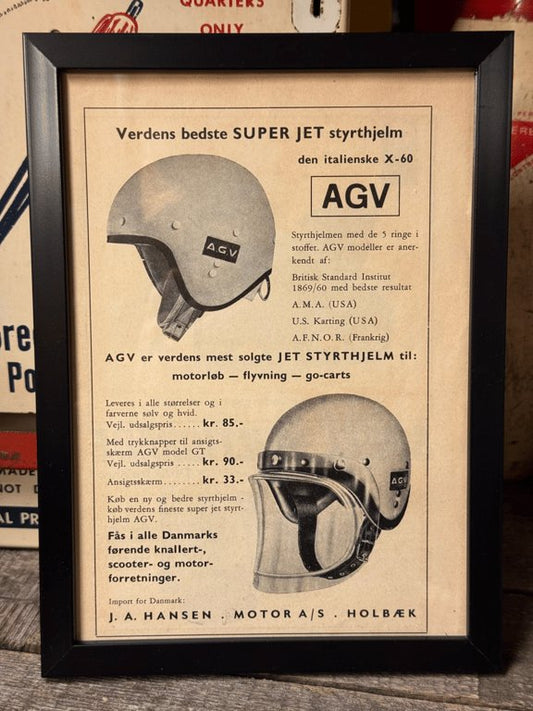 QUARTERS
ONLY
Verdens bedste SUPER JET styrthjelm
den italienske X-60
AGV
AGV
Styrthjelmen med de 5 ringe i
stoffet. AGV modeller er aner-
kendt af:
Britisk Standard Institut
1869/60 med bedste resultat
A.M.A. (USA)
U.S. Karting (USA)
A.F.N.O.R. (Frankrig)
AGV er verdens mest solgte JET STYRTHJELM til:
motorløb — flyvning — go-carts
Leveres i alle størrelser og i
farverne sølv og hvid.
Vejl. udsalgspris...... kr. 85.-
Med trykknapper til ansigts-
skærm AGV model GT
Vejl. udsalgspris...... kr. 90.-
Ansigtsskærm........ kr. 33.-
AGV
Køb en ny og bedre styrthjelm -
køb verdens fineste super jet styrt-
hjelm AGV.
Fås i alle Danmarks
førende knallert-,
scooter- og motor-
forretninger.
Import for Danmark:
J. A. HANSEN . MOTOR A/S . HOLBÆK